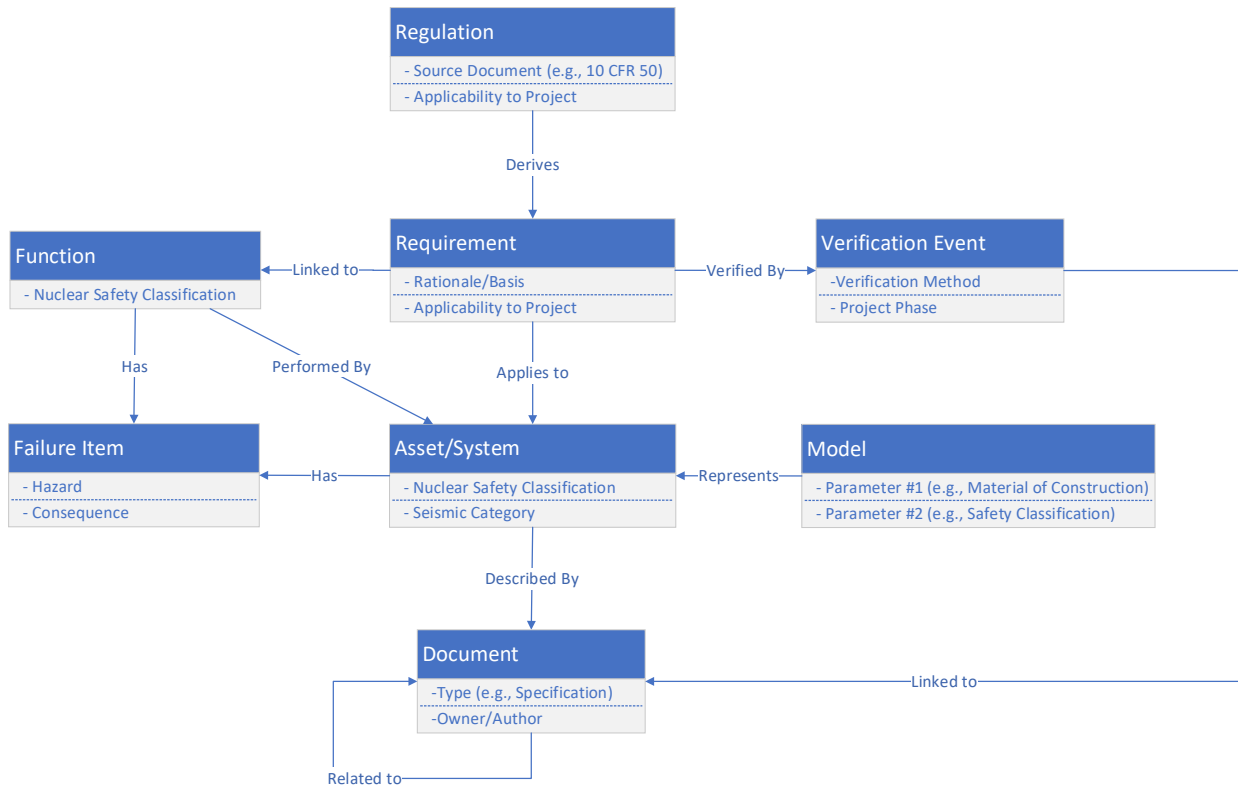 Regulation
- Source Document (e.g., 10 CFR 50)
- Applicability to Project
Derives
Function
- Nuclear Safety Classification
Linked to
Requirement
- Rationale/Basis
- Applicability to Project
Verified By
Verification Event
-Verification Method
- Project Phase
Has
Performed By
Applies to
Failure Item
- Hazard
- Consequence
Has
Asset/System
- Nuclear Safety Classification
- Seismic Category
Represents
Model
- Parameter #1 (e.g., Material of Construction)
- Parameter #2 (e.g., Safety Classification)
Described By
Document
-Type (e.g., Specification)
-Owner/Author
Linked to
Related to